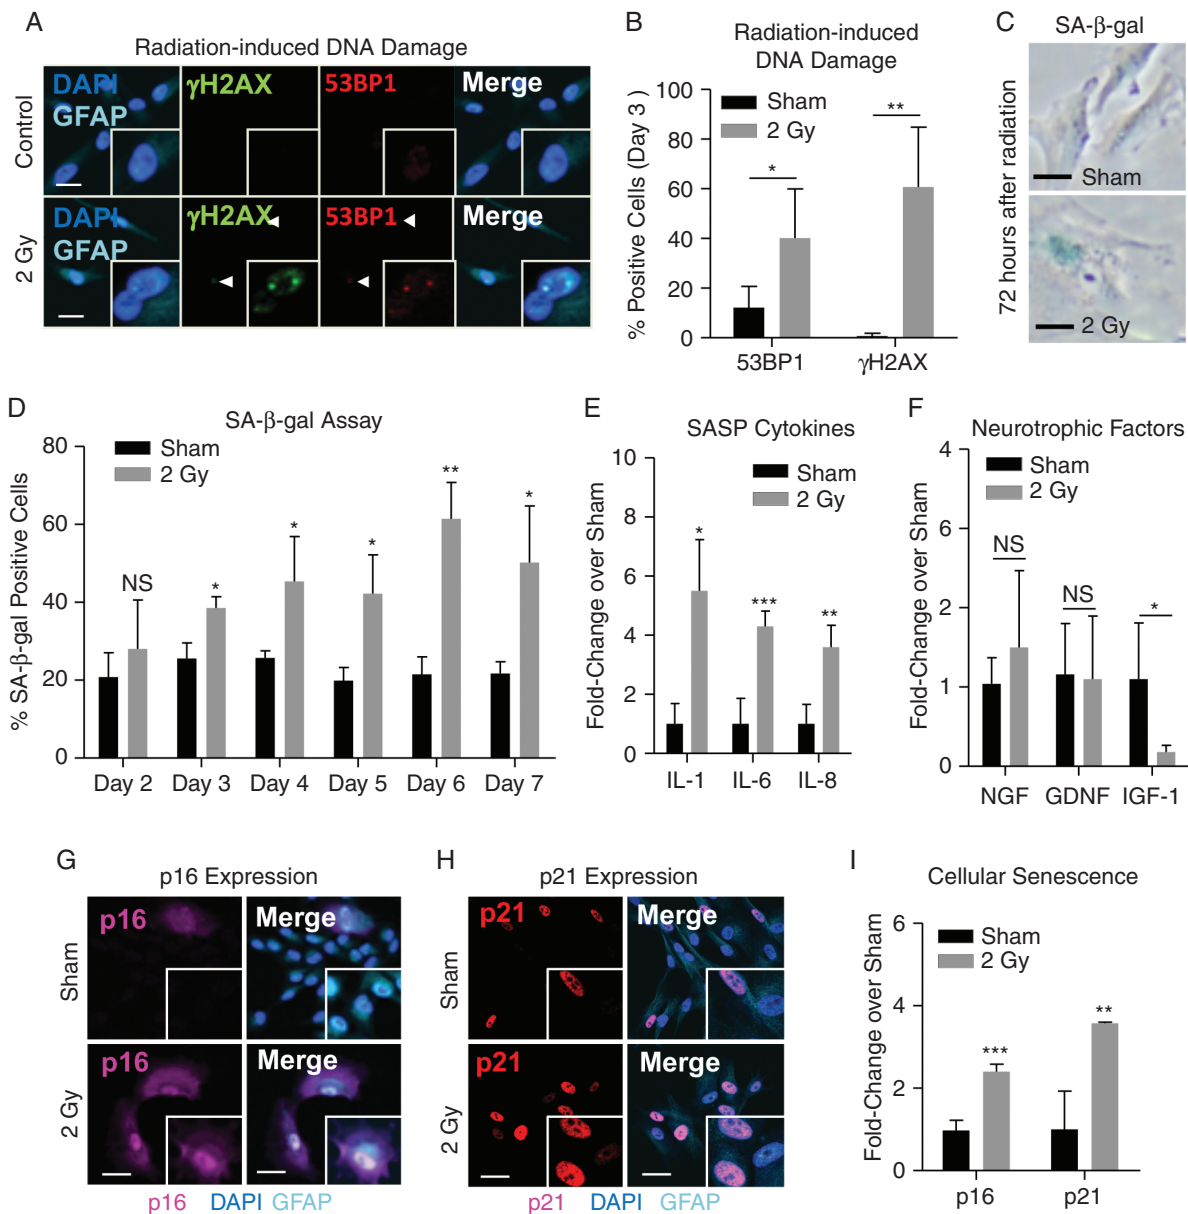 A
Radiation-induced DNA Damage
Control
DAPI
GFAP
γH2AX
53BP1
Merge
2 Gy
DAPI
GFAP
γH2AX
53BP1
Merge
B
Radiation-induced
DNA Damage
% Positive Cells (Day 3)
Sham
2 Gy
*
**
100
80
60
40
20
0
53BP1
γH2AX
C
SA-β-gal
72 hours after radiation
Sham
2 Gy
D
SA-β-gal Assay
% SA-β-gal Positive Cells
Sham
2 Gy
80
60
40
20
0
NS
*
*
*
**
*
Day 2
Day 3
Day 4
Day 5
Day 6
Day 7
E
SASP Cytokines
Fold-Change over Sham
Sham
2 Gy
10
8
6
4
2
0
*
***
**
IL-1
IL-6
IL-8
F
Neurotrophic Factors
Fold-Change over Sham
Sham
2 Gy
4
6
2
1
0
NS
NS
*
NGF
GDNF
IGF-1
G
p16 Expression
Sham
p16
Merge
2 Gy
p16
Merge
p16 DAPI GFAP
H
p21 Expression
Sham
p21
Merge
2 Gy
p21
Merge
p21 DAPI GFAP
I
Cellular Senescence
Fold-Change over Sham
Sham
2 Gy
6
4
2
0
***
**
p16
p21